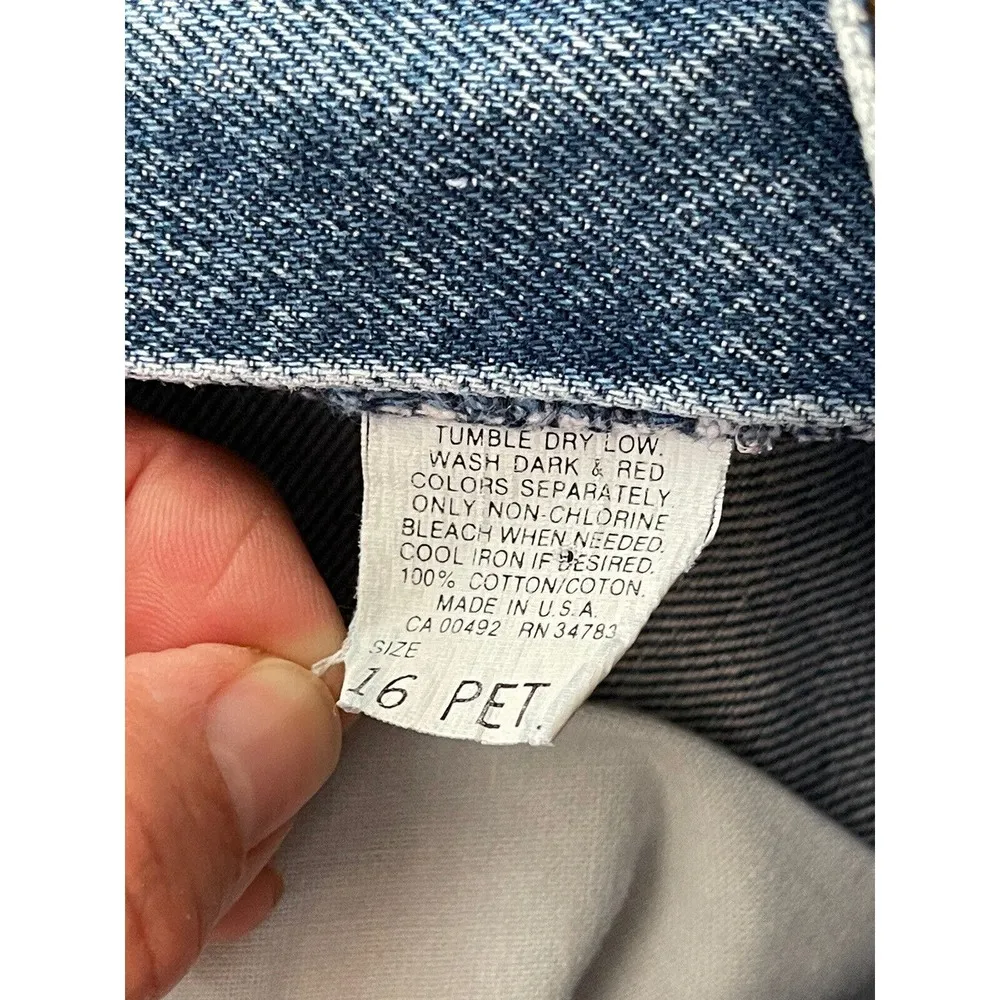 TUMBLE DRY LOW.
WASH DARK & RED
COLORS SEPARATELY
ONLY NON-CHLORINE
BLEACH WHEN NEEDED.
COOL IRON IF DESIRED.
100% COTTON/COTON.
MADE IN U.S.A.
CA 00492 RN 34783
SIZE
16 PET.